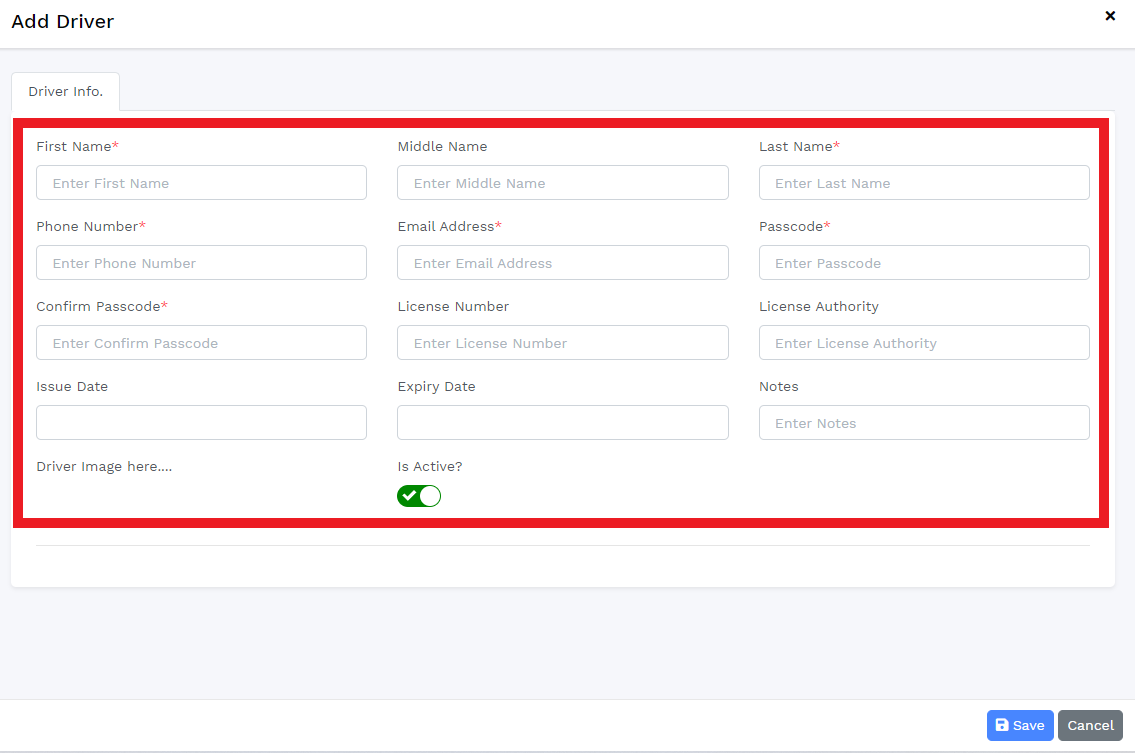 Add Driver
Driver Info.
First Name* Middle Name Last Name*
Enter First Name Enter Middle Name Enter Last Name
Phone Number* Email Address* Passcode*
Enter Phone Number Enter Email Address Enter Passcode
Confirm Passcode* License Number License Authority
Enter Confirm Passcode Enter License Number Enter License Authority
Issue Date Expiry Date Notes
Enter Notes
Driver Image here.... Is Active?
Save Cancel